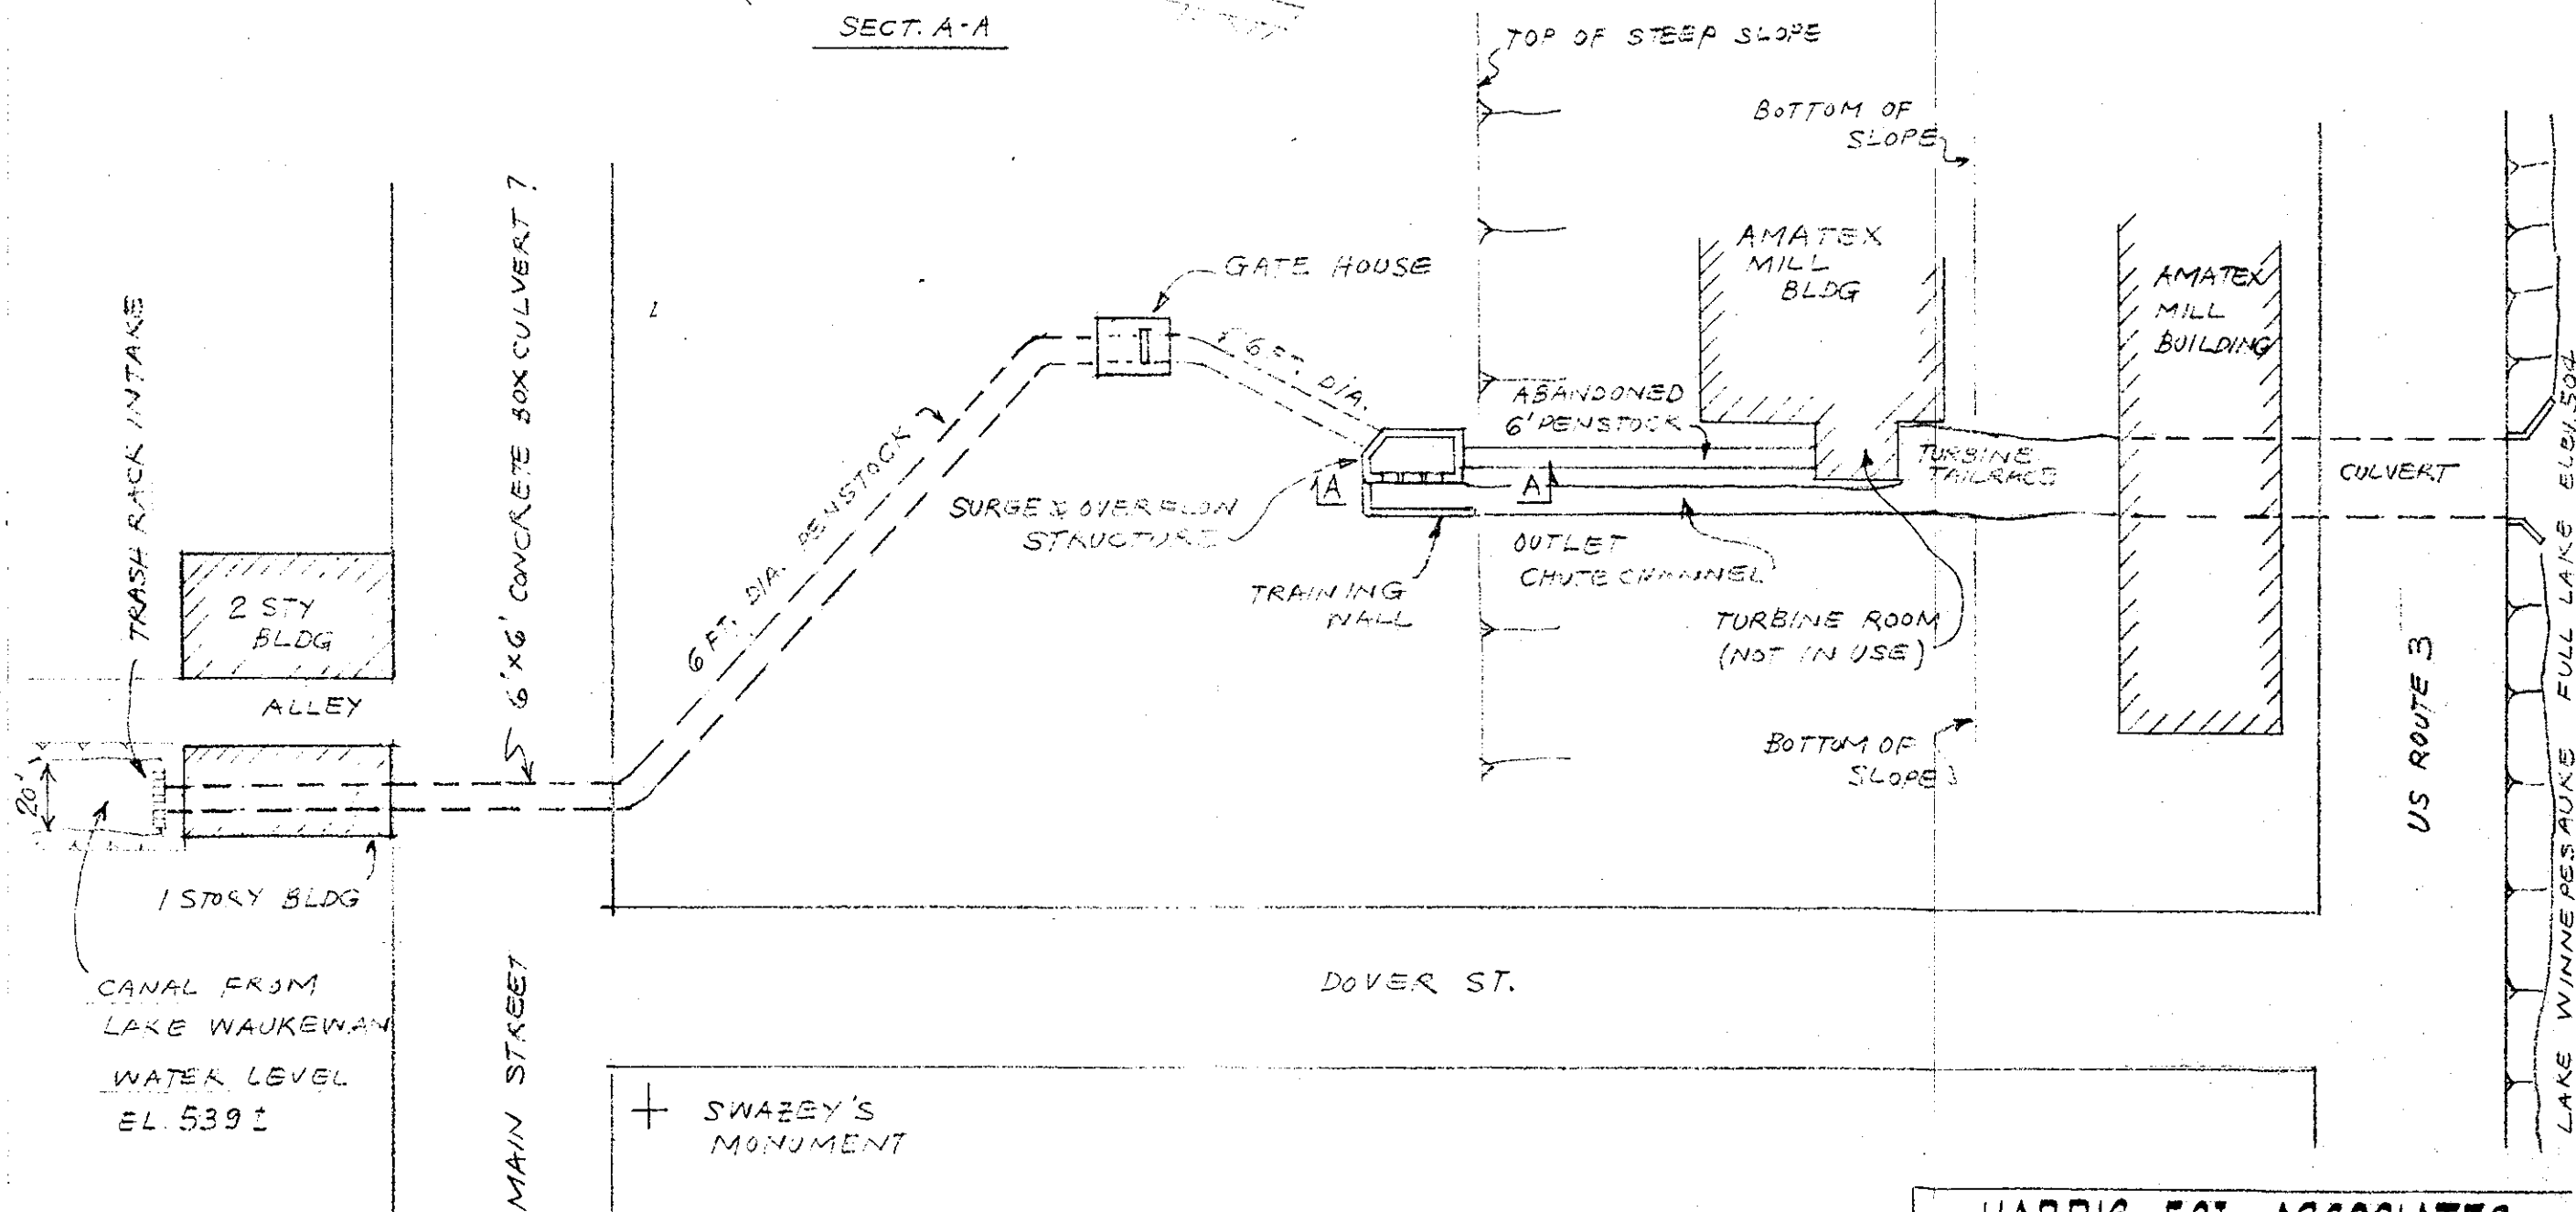 SECT. A-A
TOP OF STEEP SLOPE
BOTTOM OF
SLOPE
6'x6' CONCRETE BOX CULVERT ?
TRASH RACK INTAKE
GATE HOUSE
6 FT. DIA.
AMATEX
MILL
BLDG
AMATEX
MILL
BUILDING
ABANDONED
6' PENSTOCK
6 FT. DIA. PENSTOCK
A
A
TURBINE
TAILRACE
CULVERT
SURGE & OVERFLOW
STRUCTURE
OUTLET
CHUTE CHANNEL
TRAINING
WALL
TURBINE ROOM
(NOT IN USE)
2 STY
BLDG
ALLEY
20'
1 STORY BLDG
BOTTOM OF
SLOPE
US ROUTE 3
LAKE WINNEPESAUKE FULL LAKE ELEV. 504
CANAL FROM
LAKE WAUKEWAN
WATER LEVEL
EL. 539 ±
MAIN STREET
DOVER ST.
SWAZEY'S
MONUMENT
ASSOCIATES